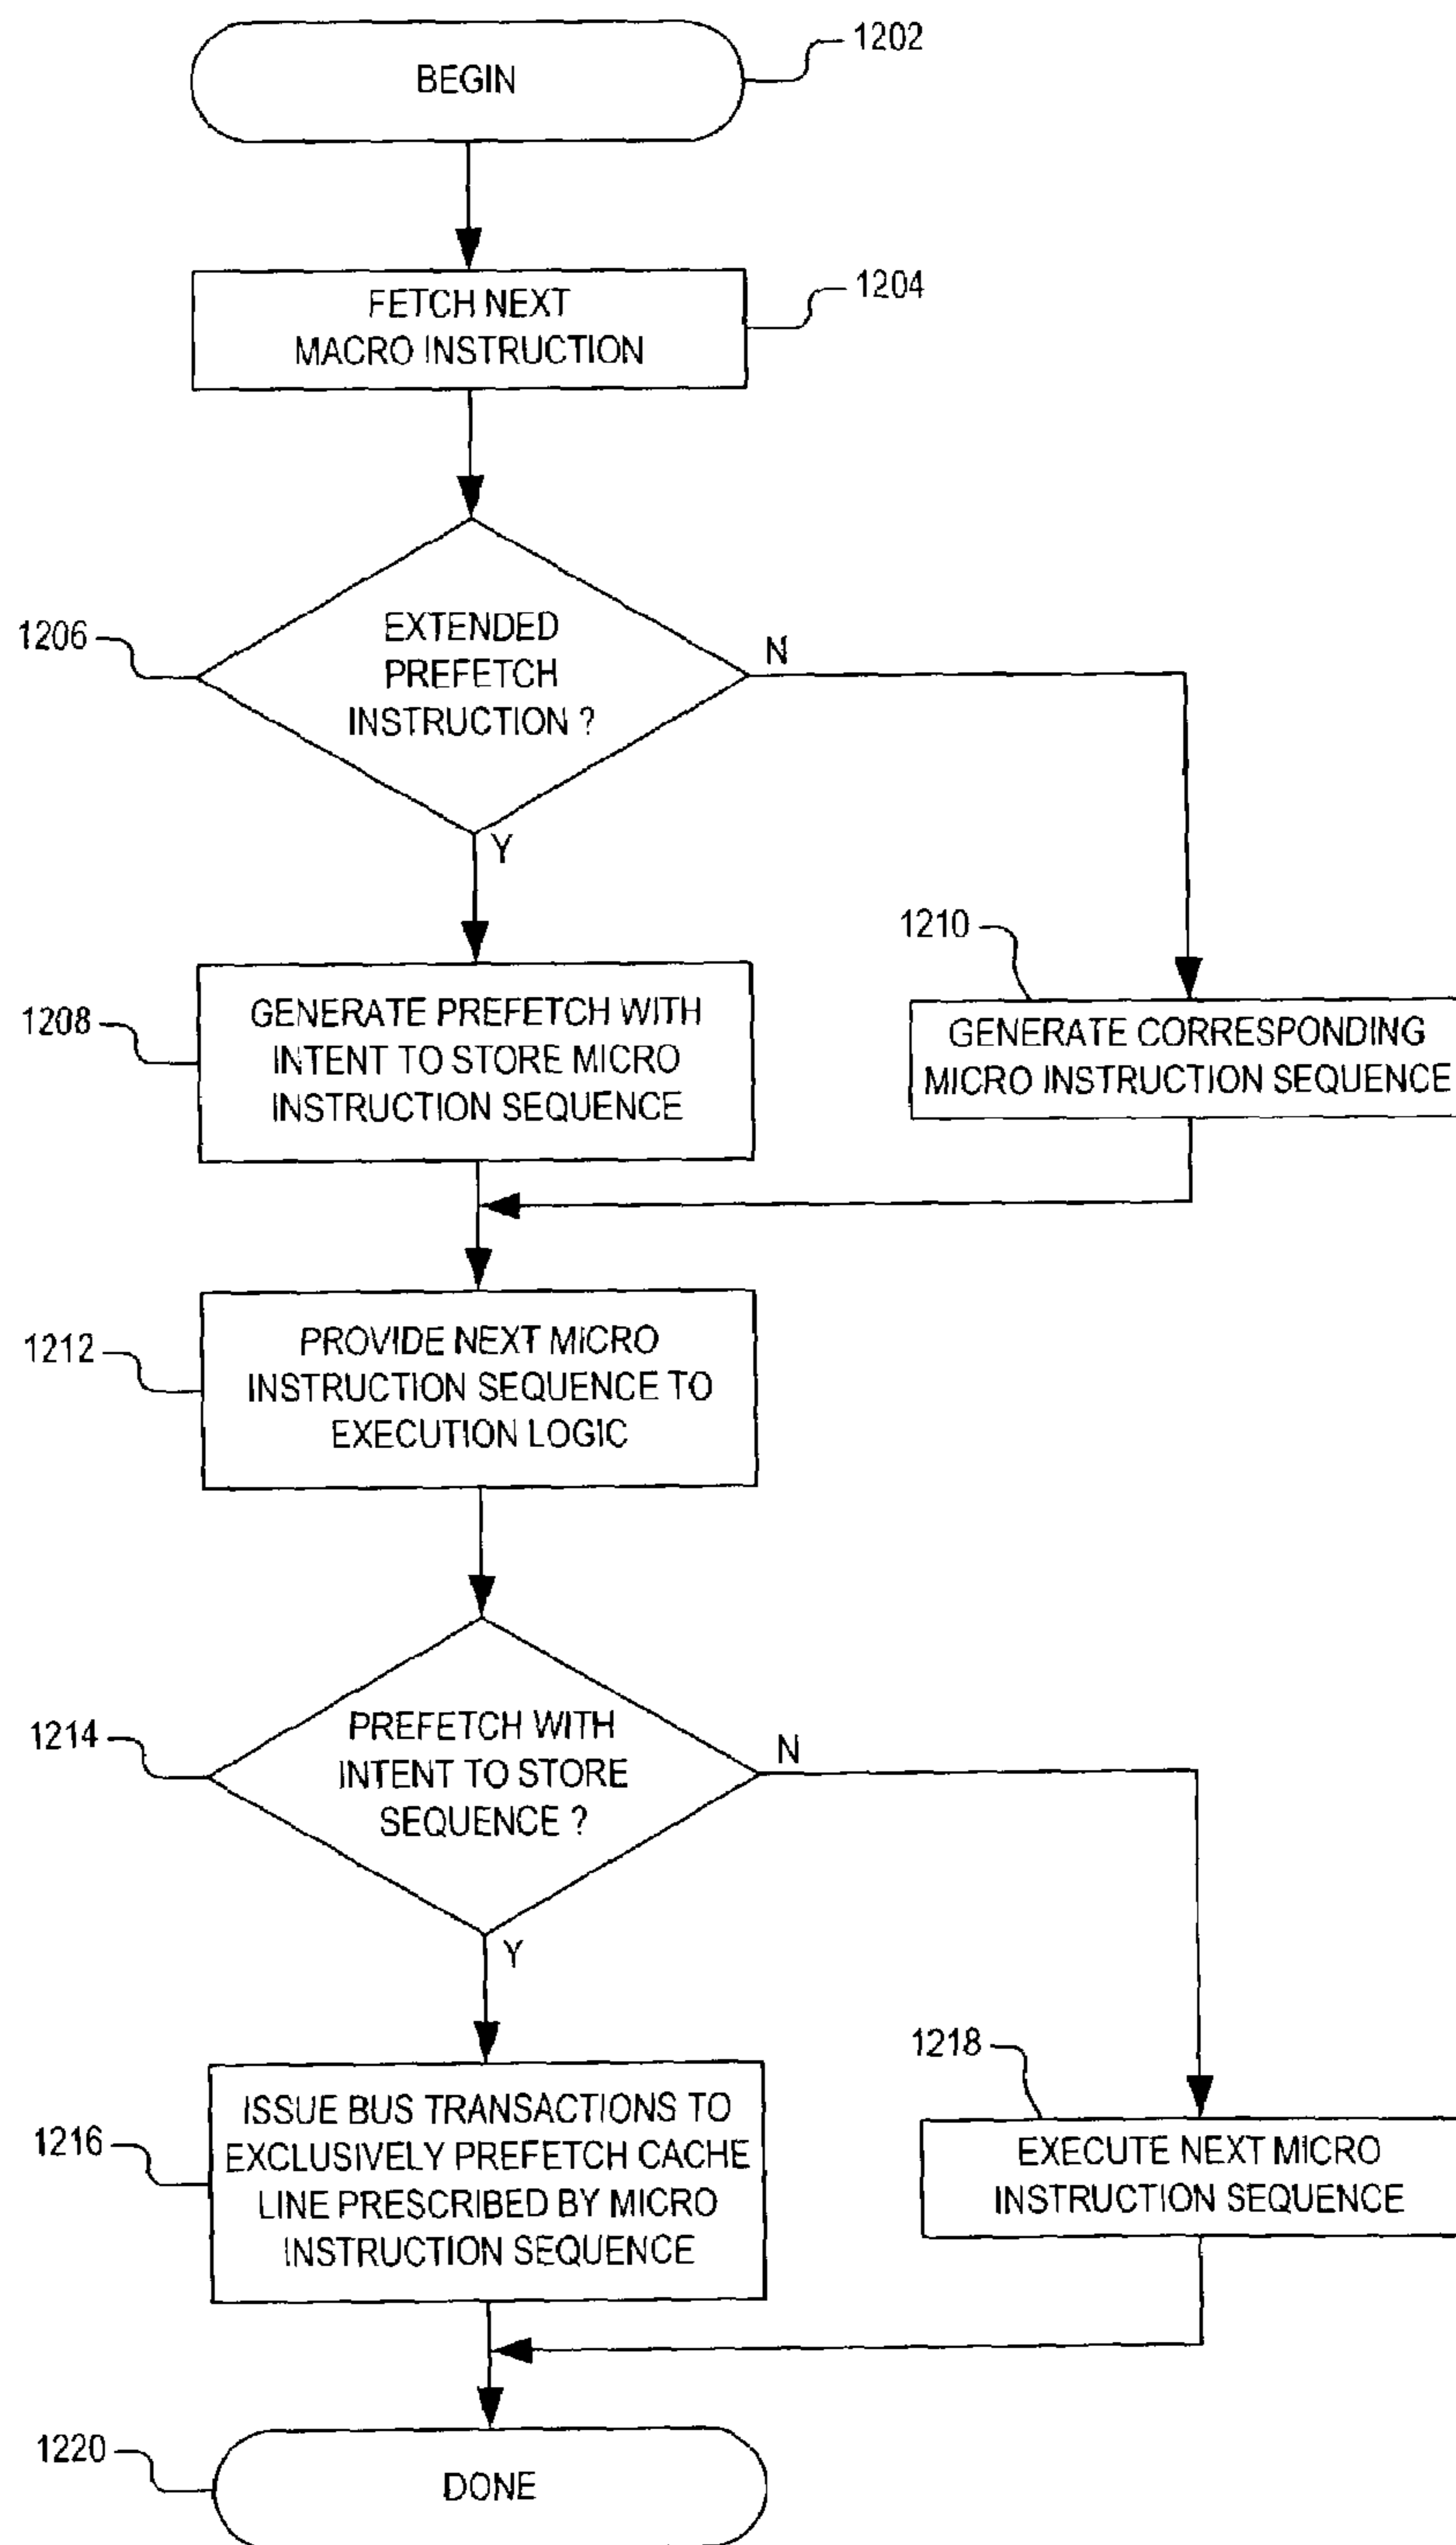 BEGIN
1202
FETCH NEXT
MACRO INSTRUCTION
1204
EXTENDED
PREFETCH
INSTRUCTION ?
1206
N
Y
GENERATE PREFETCH WITH
INTENT TO STORE MICRO
INSTRUCTION SEQUENCE
1208
1210
GENERATE CORRESPONDING
MICRO INSTRUCTION SEQUENCE
PROVIDE NEXT MICRO
INSTRUCTION SEQUENCE TO
EXECUTION LOGIC
1212
PREFETCH WITH
INTENT TO STORE
SEQUENCE ?
1214
N
Y
ISSUE BUS TRANSACTIONS TO
EXCLUSIVELY PREFETCH CACHE
LINE PRESCRIBED BY MICRO
INSTRUCTION SEQUENCE
1216
1218
EXECUTE NEXT MICRO
INSTRUCTION SEQUENCE
1220
DONE